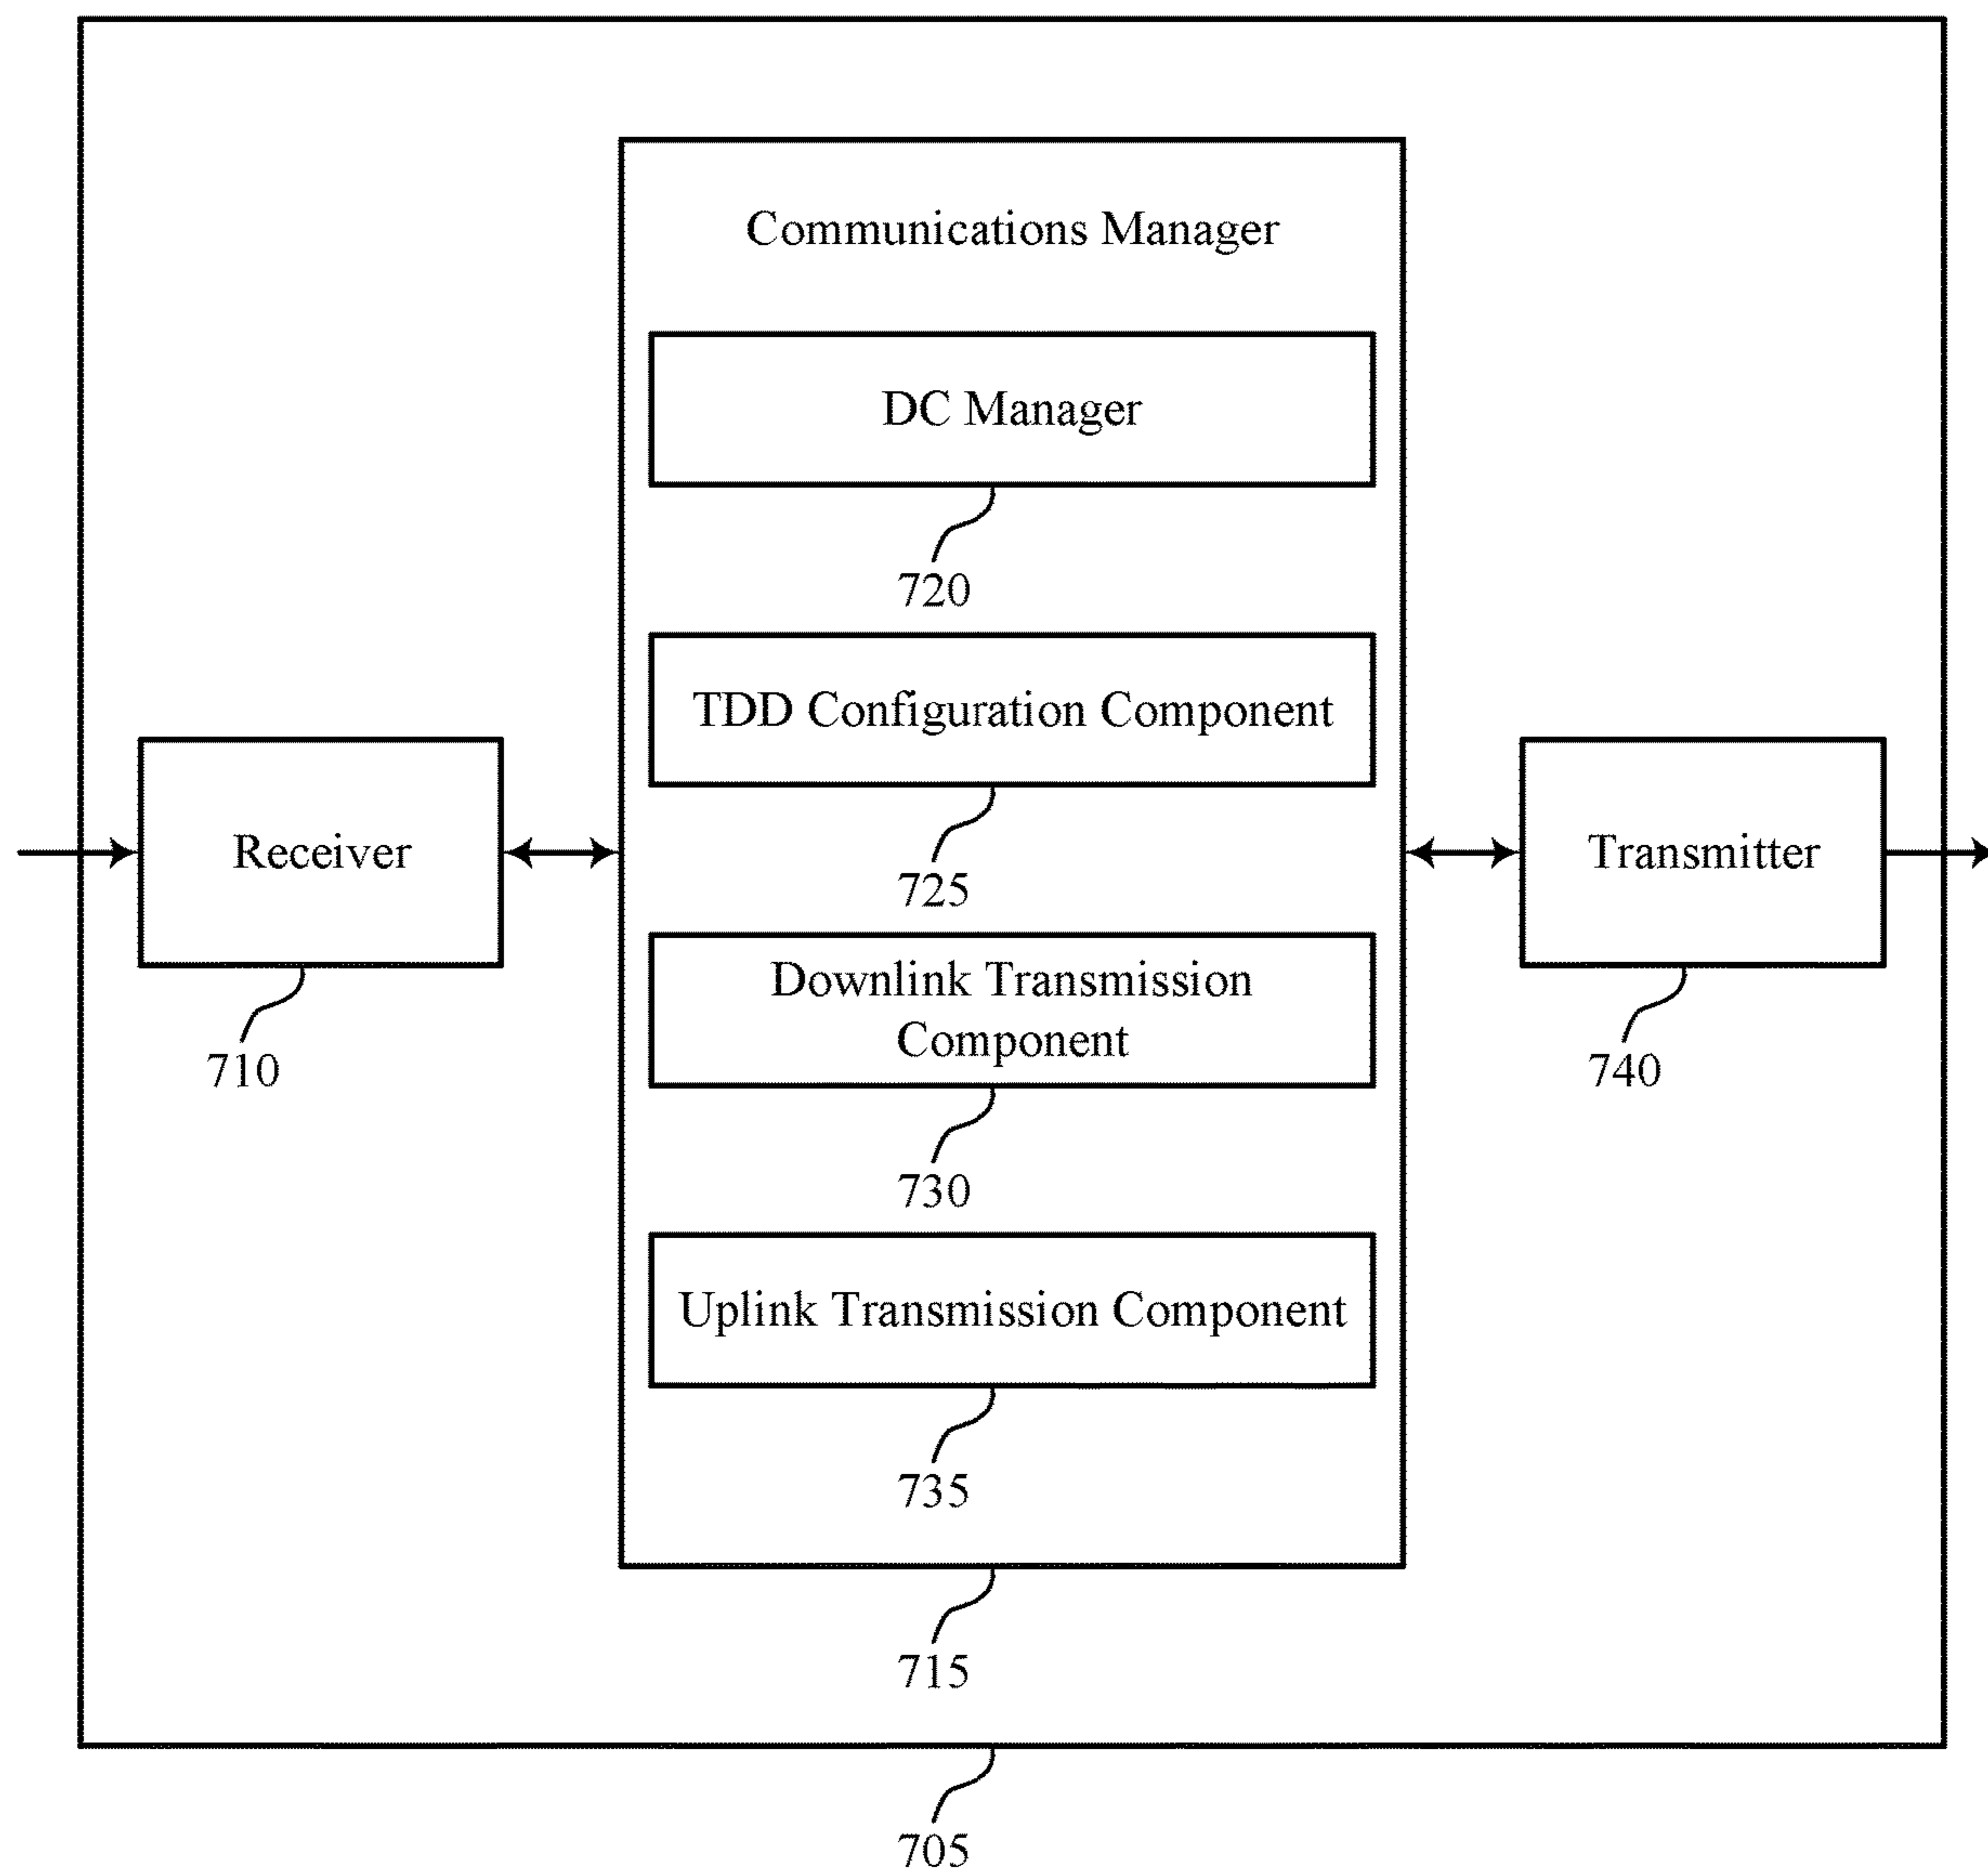 Communications Manager
DC Manager
720
TDD Configuration Component
725
Receiver
710
Downlink Transmission
Component
730
Transmitter
740
Uplink Transmission Component
735
715
705